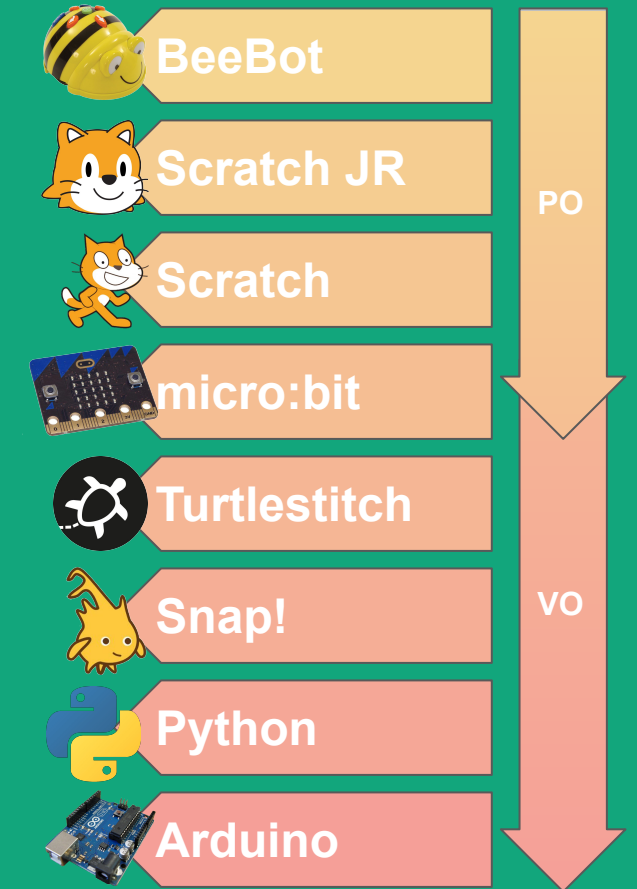 BeeBot
Scratch JR
PO
Scratch
micro:bit
Turtlestitch
Snap!
VO
Python
Arduino